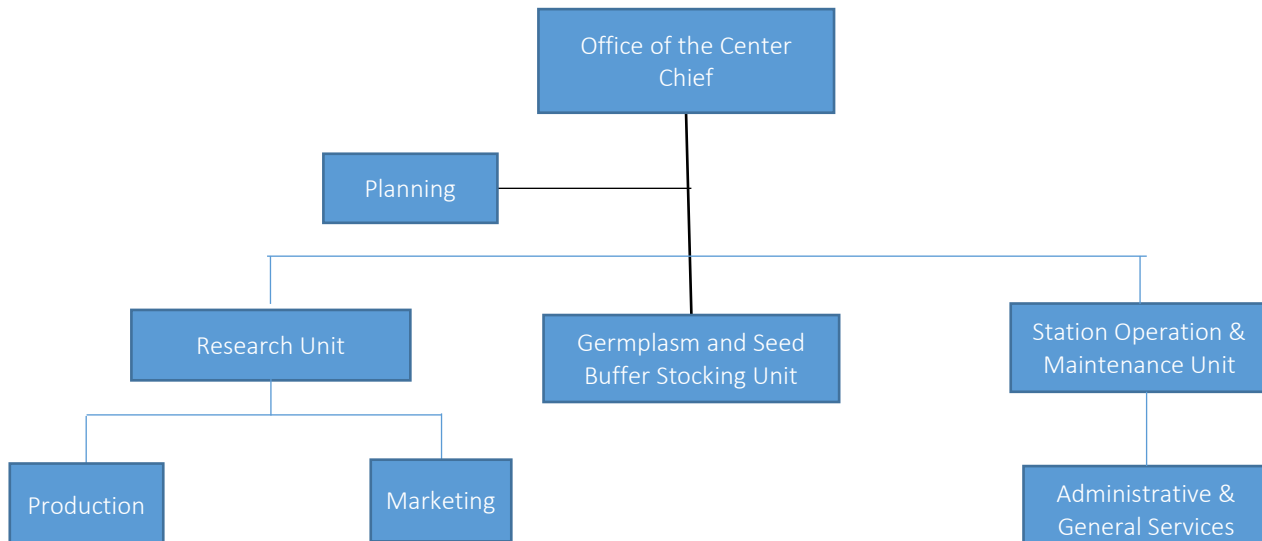 Office of the Center
Chief
Planning
Research Unit
Germplasm and Seed
Buffer Stocking Unit
Station Operation &
Maintenance Unit
Production
Marketing
Administrative &
General Services